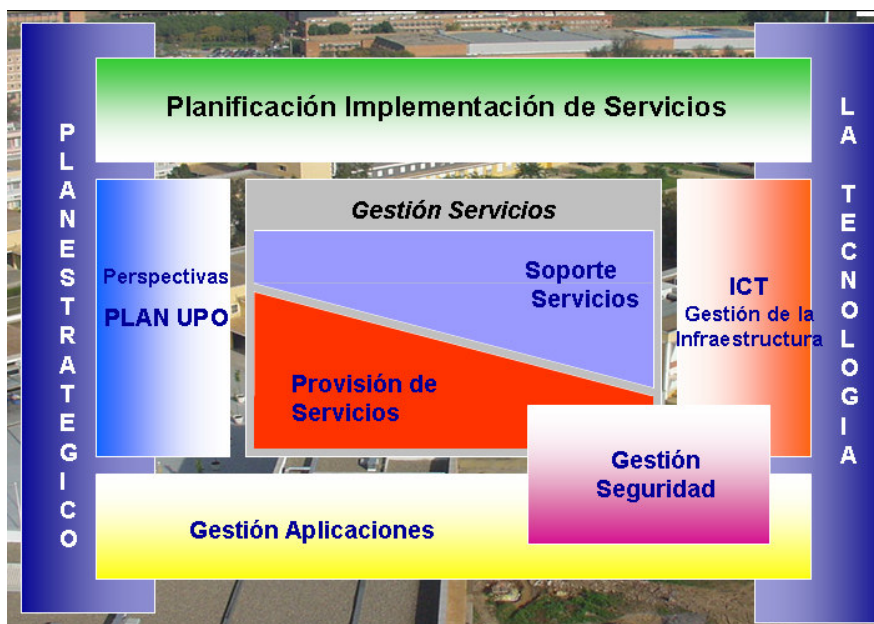 Planificación Implementación de Servicios
PLANESTRATEGICO
LA TECNOLOGIA
Gestión Servicios
Perspectivas
PLAN UPO
Soporte
Servicios
ICT
Gestión de la
Infraestructura
Provisión de
Servicios
Gestión
Seguridad
Gestión Aplicaciones